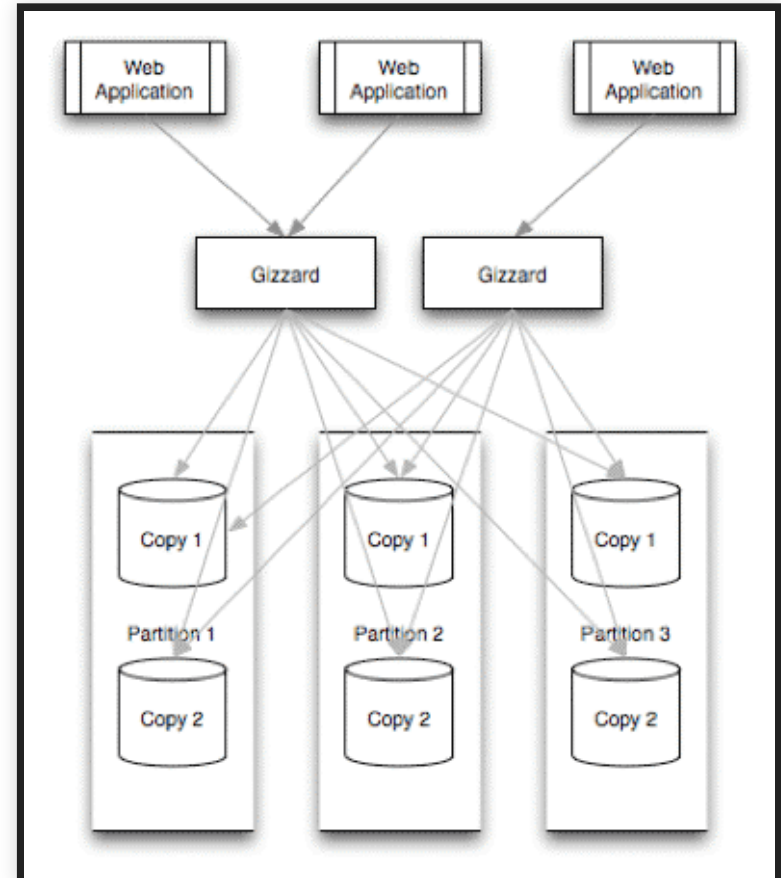 Web
Application
Web
Application
Web
Application
Gizzard
Gizzard
Copy 1
Copy 1
Copy 1
Partition 1
Partition 2
Partition 3
Copy 2
Copy 2
Copy 2